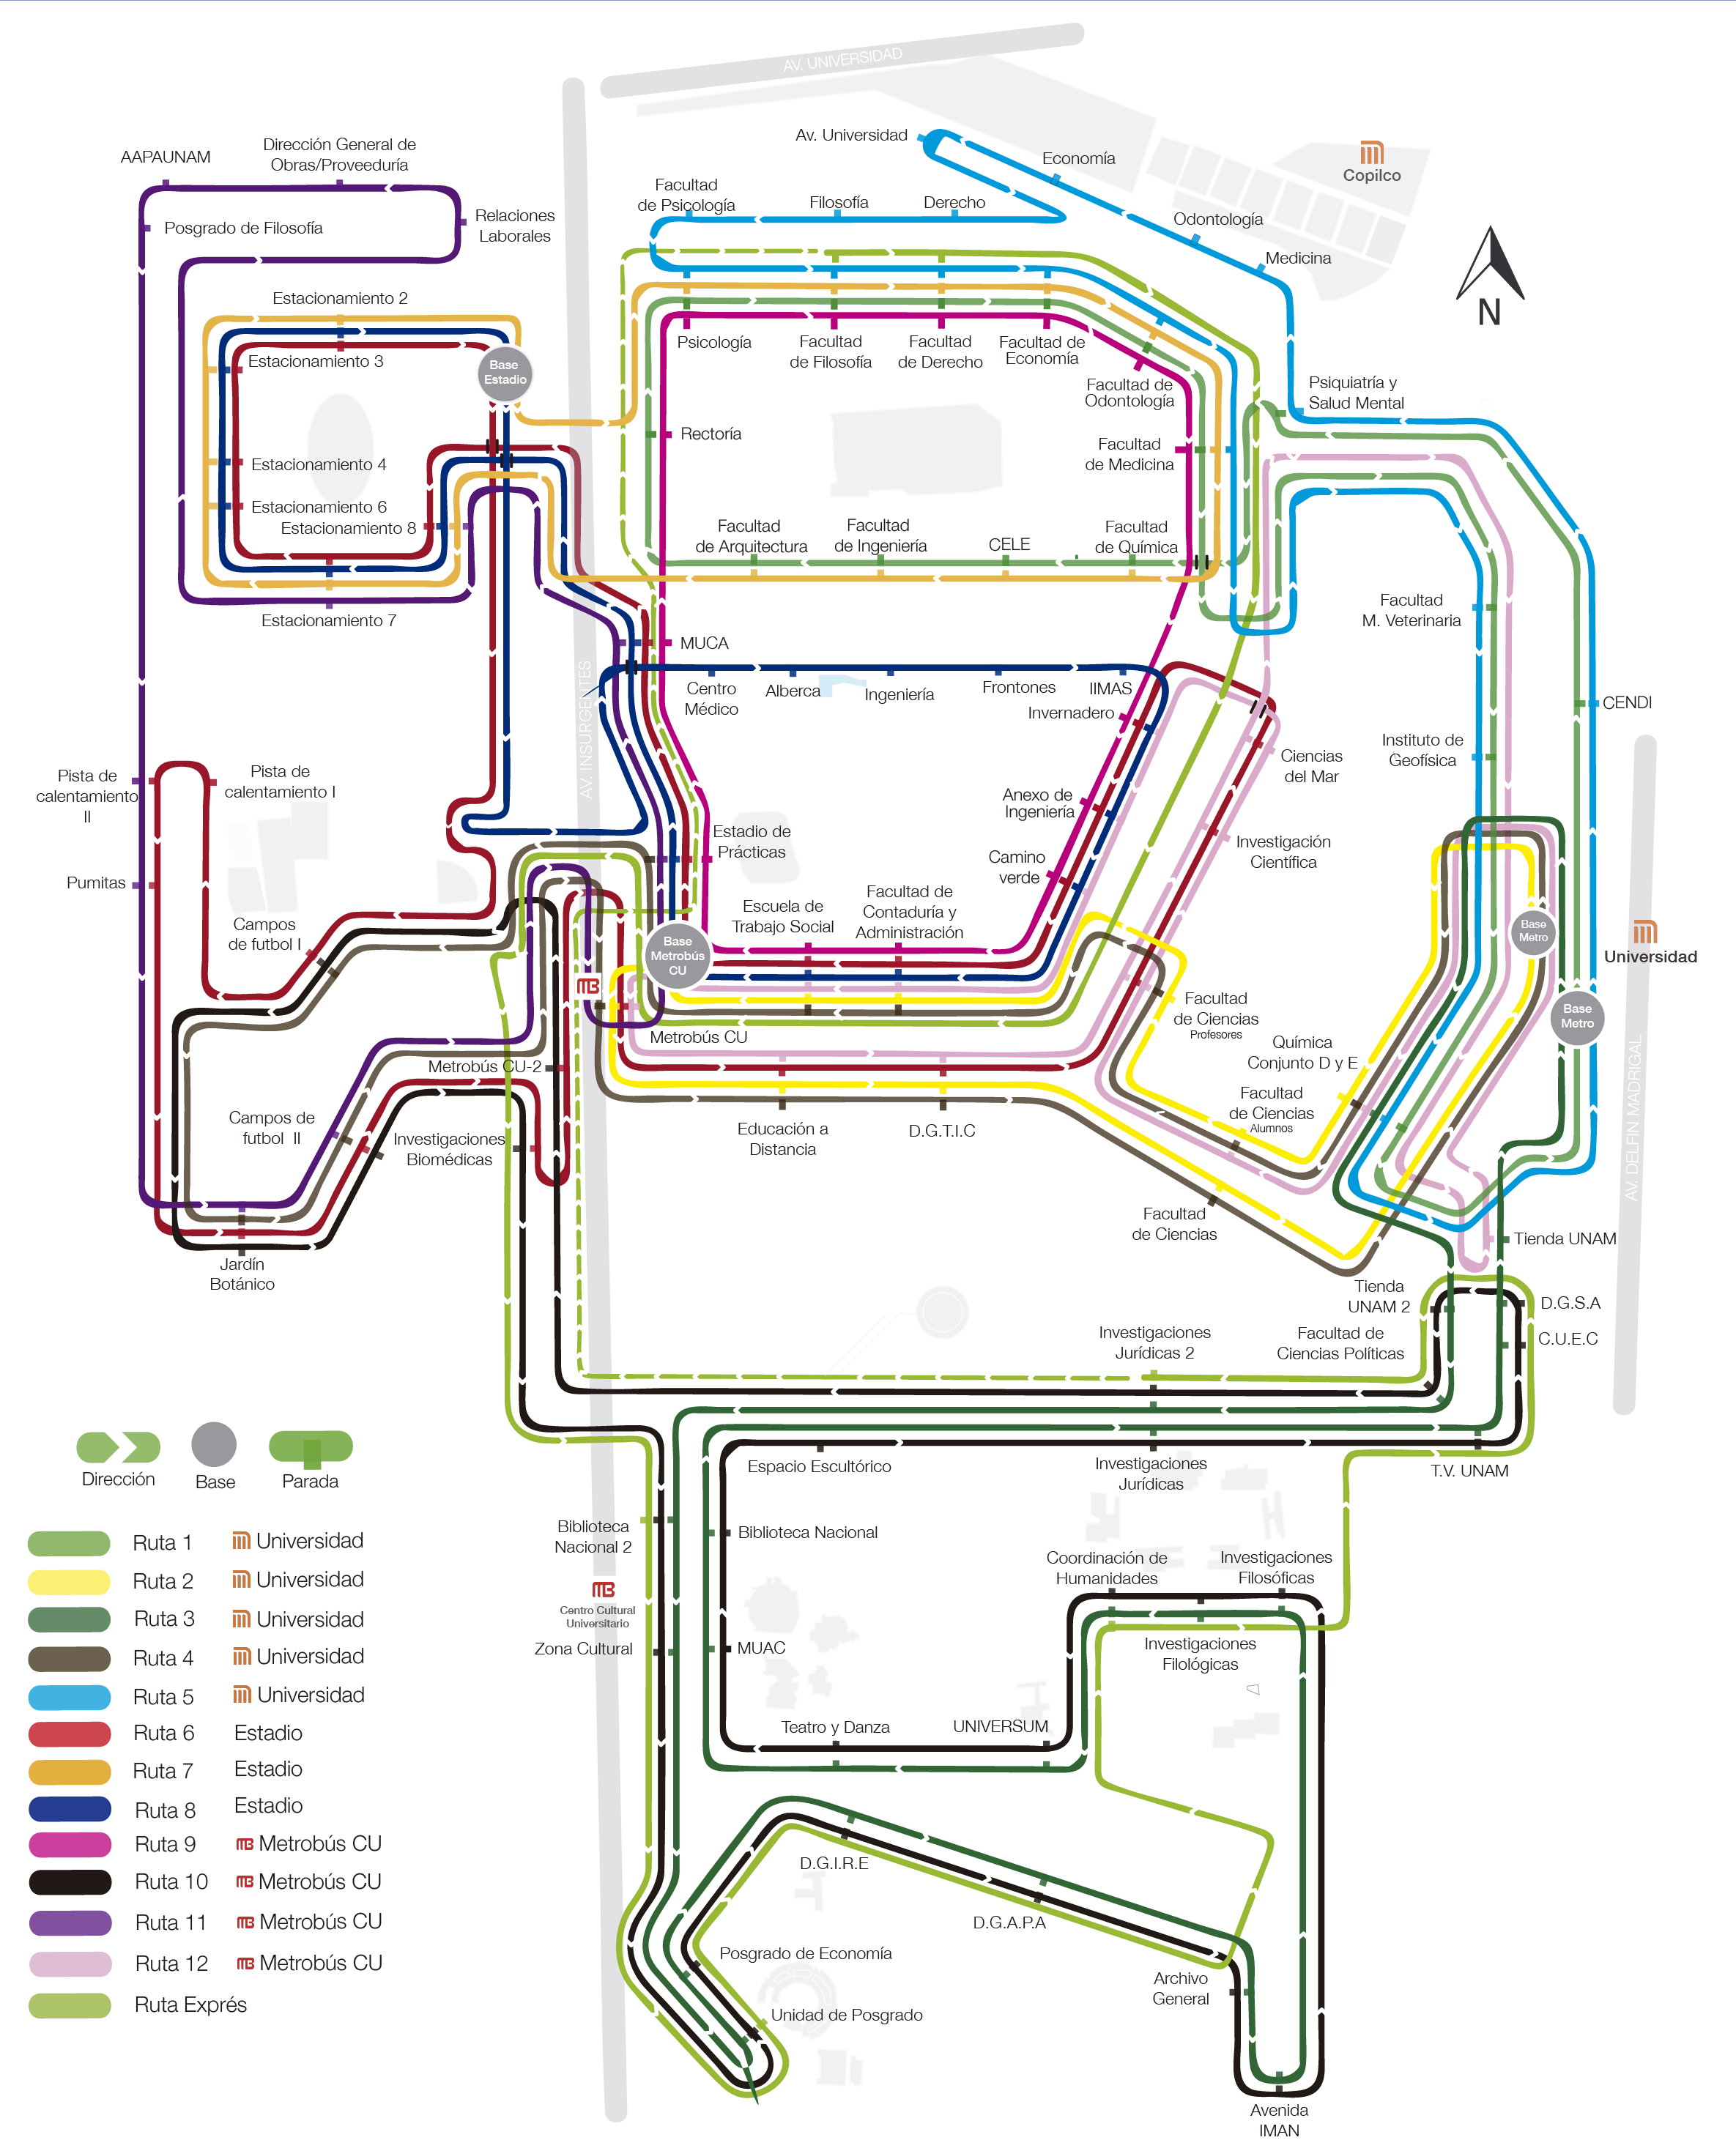 AV. UNIVERSIDAD
Av. Universidad
Economía
Copilco
AAPAUNAM
Dirección General de
Obras/Proveeduría
Facultad
de Psicología
Filosofía
Derecho
Odontología
Relaciones
Laborales
Posgrado de Filosofía
Medicina
N
Estacionamiento 2
Estacionamiento 3
Base
Estadio
Psicología
Facultad
de Filosofía
Facultad
de Derecho
Facultad de
Economía
Facultad de
Odontología
Psiquiatría y
Salud Mental
Rectoría
Facultad
de Medicina
Estacionamiento 4
Estacionamiento 6
Estacionamiento 8
Facultad
de Arquitectura
Facultad
de Ingeniería
CELE
Facultad
de Química
Estacionamiento 7
Facultad
M. Veterinaria
MUCA
AV. INSURGENTES
Centro
Médico
Alberca
Ingeniería
Frontones
IIMAS
Invernadero
CENDI
Instituto de
Geofísica
Ciencias
del Mar
Pista de
calentamiento
II
Pista de
calentamiento I
Anexo de
Ingeniería
Estadio de
Prácticas
Investigación
Científica
Camino
verde
Pumitas
Campos
de futbol I
Escuela de
Trabajo Social
Facultad de
Contaduría y
Administración
Base
Metrobús
CU
Base
Metro
Universidad
Facultad
de Ciencias
Profesores
Base
Metro
Metrobús CU
Metrobús CU-2
Química
Conjunto D y E
Facultad
de Ciencias
Alumnos
AV. DELFIN MADRIGAL
Campos de
futbol II
Investigaciones
Biomédicas
Educación a
Distancia
D.G.T.I.C
Facultad
de Ciencias
Tienda UNAM
Jardín
Botánico
Tienda
UNAM 2
D.G.S.A
Investigaciones
Jurídicas 2
Facultad de
Ciencias Políticas
C.U.E.C
Espacio Escultórico
Investigaciones
Jurídicas
T.V. UNAM
Dirección
Base
Parada
Biblioteca
Nacional 2
Biblioteca Nacional
Coordinación de
Humanidades
Investigaciones
Filosóficas
Centro Cultural
Universitario
Zona Cultural
MUAC
Investigaciones
Filológicas
Teatro y Danza
UNIVERSUM
D.G.I.R.E
D.G.A.P.A
Posgrado de Economía
Unidad de Posgrado
Archivo
General
Avenida
IMAN
Ruta 1 Universidad
Ruta 2 Universidad
Ruta 3 Universidad
Ruta 4 Universidad
Ruta 5 Universidad
Ruta 6 Estadio
Ruta 7 Estadio
Ruta 8 Estadio
Ruta 9 Metrobús CU
Ruta 10 Metrobús CU
Ruta 11 Metrobús CU
Ruta 12 Metrobús CU
Ruta Exprés